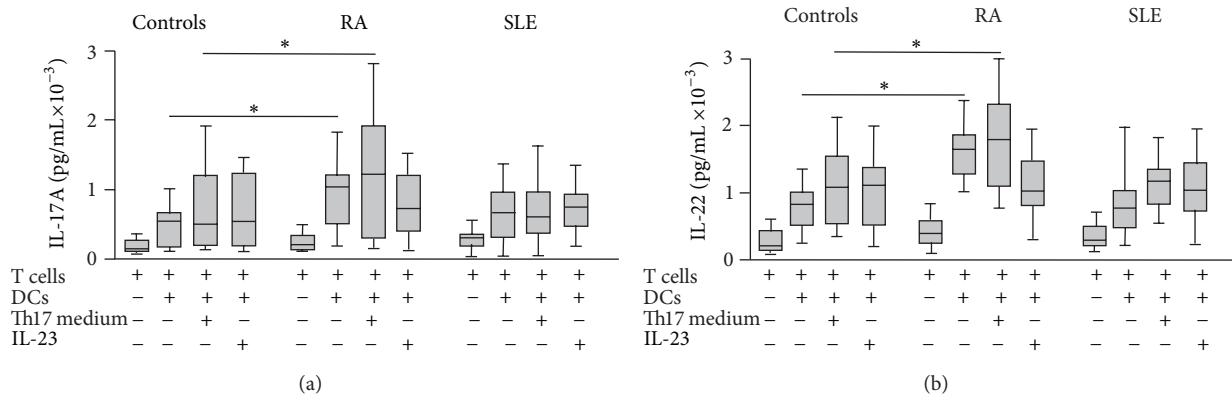 Controls RA SLE
*
*
3
2
1
0
IL-17A (pg/mL×10⁻³)
T cells + + + + + + + + + + + +
DCs − + + + − + + + − + + +
Th17 medium − − + − − − + − − − + −
IL-23 − − − + − − − + − − − +
(a)
Controls RA SLE
*
*
3
2
1
0
IL-22 (pg/mL ×10⁻³)
T cells + + + + + + + + + + + +
DCs − + + + − + + + − + + +
Th17 medium − − + − − − + − − − + −
IL-23 − − − + − − − + − − − +
(b)